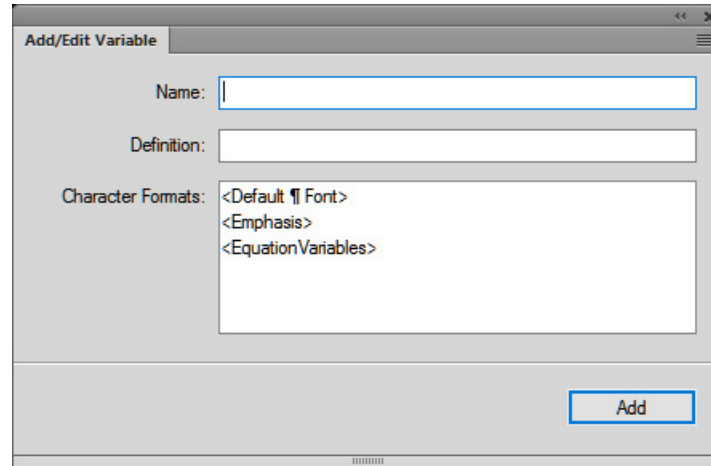 Add/Edit Variable
Name:
Definition:
Character Formats:
<Default ¶ Font>
<Emphasis>
<EquationVariables>
Add